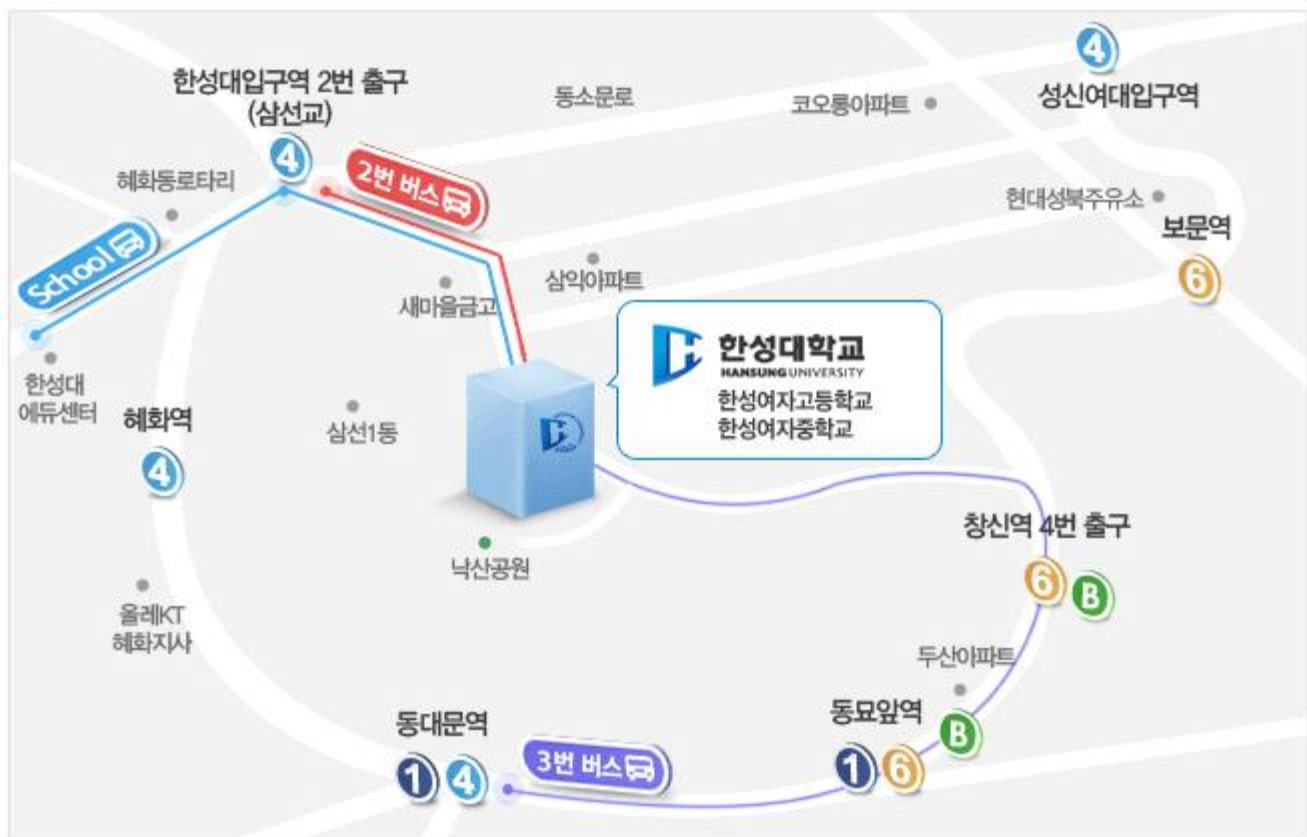 4
성신여대입구역
한성대입구역 2번 출구
(삼선교)
동소문로
코오롱아파트
4
2번 버스
혜화동로타리
현대성북주유소
보문역
6
School
삼익아파트
새마을금고
한성대학교
HANSUNG UNIVERSITY
한성여자고등학교
한성여자중학교
한성대
에듀센터
혜화역
4
삼선1동
창신역 4번 출구
6
B
낙산공원
올레KT
혜화지사
두산아파트
동묘앞역
B
1
6
동대문역
1
4
3번 버스